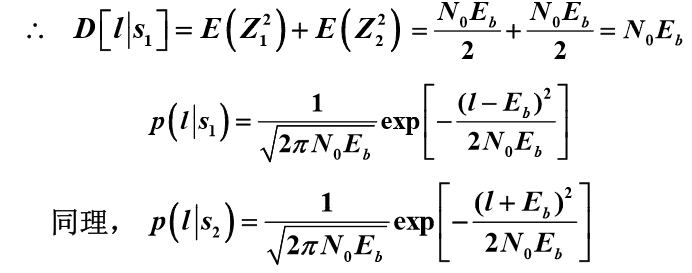 ∴ D[l|s₁] = E(Z₁²) + E(Z₂²) = N₀E_b/2 + N₀E_b/2 = N₀E_b
p(l|s₁) = 1/√(2πN₀E_b) exp[−(l − E_b)²/2N₀E_b]
同理， p(l|s₂) = 1/√(2πN₀E_b) exp[−(l + E_b)²/2N₀E_b]